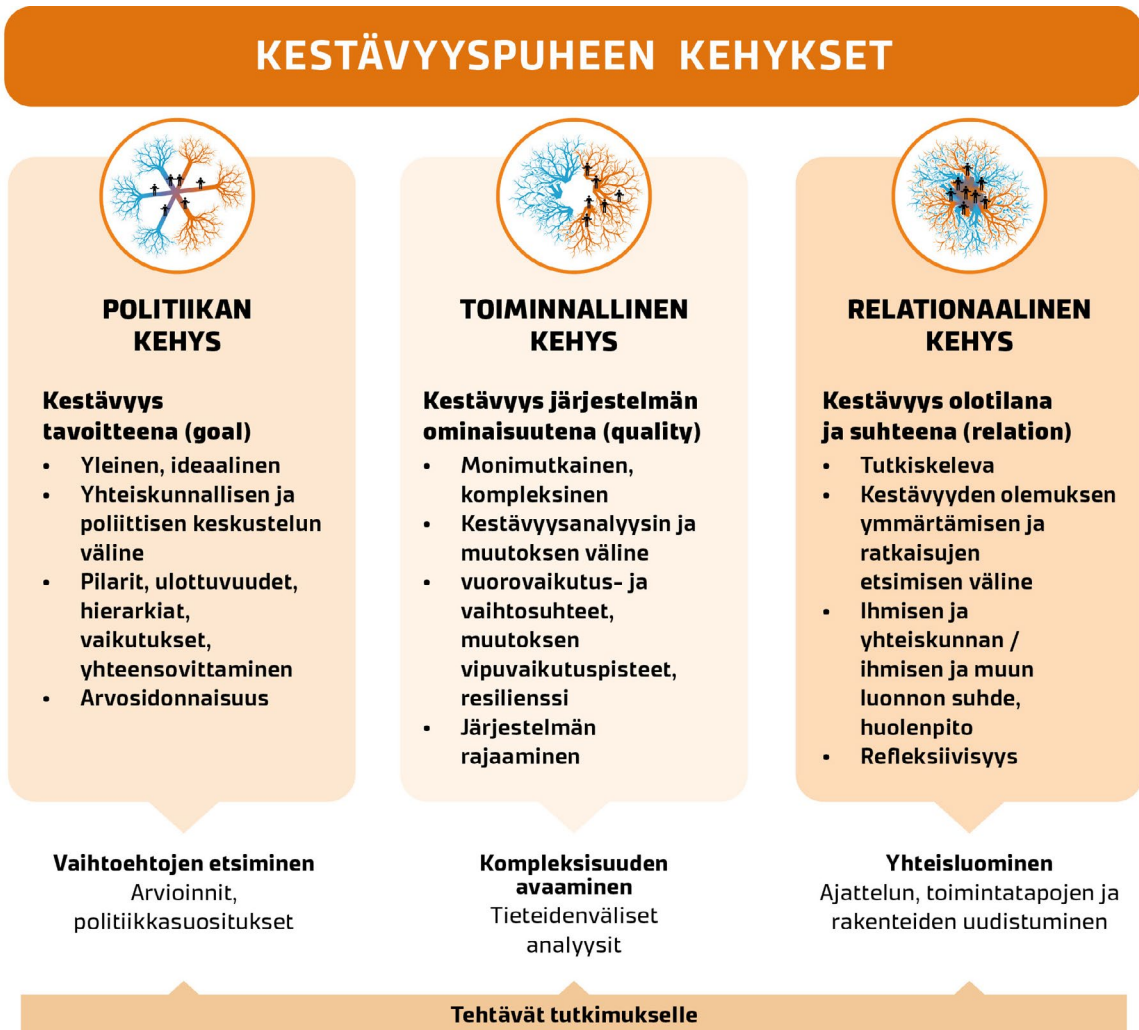 KESTÄVYYSPUHEEN KEHYKSET
POLITIIKAN
KEHYS
Kestävyys
tavoitteena (goal)
• Yleinen, ideaalinen
• Yhteiskunnallisen ja
poliittisen keskustelun
väline
• Pilarit, ulottuvuudet,
hierarkiat,
vaikutukset,
yhteensovittaminen
• Arvosidonnaisuus
Vaihtoehtojen etsiminen
Arvioinnit,
politiikkasuositukset
TOIMINNALLINEN
KEHYS
Kestävyys järjestelmän
ominaisuutena (quality)
• Monimutkainen,
kompleksinen
• Kestävyysanalyysin ja
muutoksen väline
• vuorovaikutus- ja
vaihtosuhteet,
muutoksen
vipuvaikutuspisteet,
resilienssi
• Järjestelmän
rajaaminen
Kompleksisuuden
avaaminen
Tieteidenväliset
analyysit
RELATIONAALINEN
KEHYS
Kestävyys olotilana
ja suhteena (relation)
• Tutkiskeleva
• Kestävyyden olemuksen
ymmärtämisen ja
ratkaisujen
etsimisen väline
• Ihmisen ja
yhteiskunnan /
ihmisen ja muun
luonnon suhde,
huolenpito
• Refleksiivisyys
Yhteisluominen
Ajattelun, toimintatapojen ja
rakenteiden uudistuminen
Tehtävät tutkimukselle